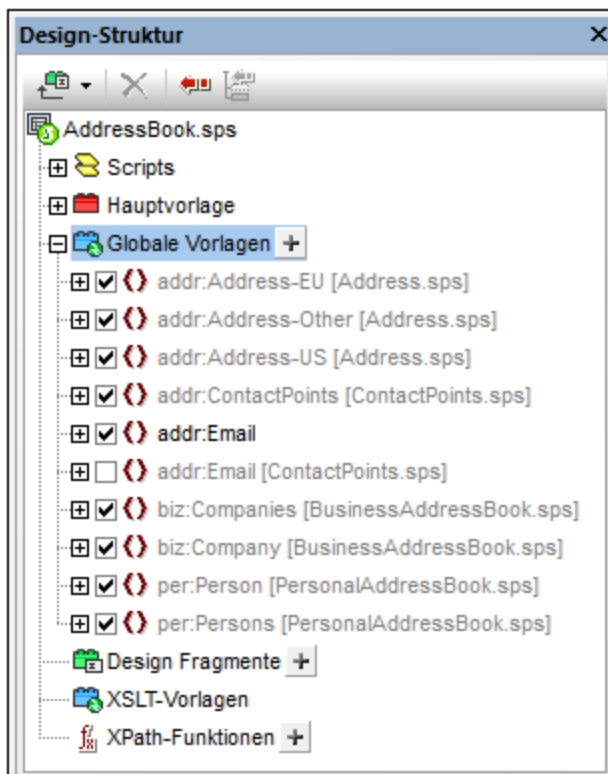 Design-Struktur
AddressBook.sps
Scripts
Hauptvorlage
Globale Vorlagen
addr:Address-EU [Address.sps]
addr:Address-Other [Address.sps]
addr:Address-US [Address.sps]
addr:ContactPoints [ContactPoints.sps]
addr:Email
addr:Email [ContactPoints.sps]
biz:Companies [BusinessAddressBook.sps]
biz:Company [BusinessAddressBook.sps]
per:Person [PersonalAddressBook.sps]
per:Persons [PersonalAddressBook.sps]
Design Fragmente
XSLT-Vorlagen
XPath-Funktionen